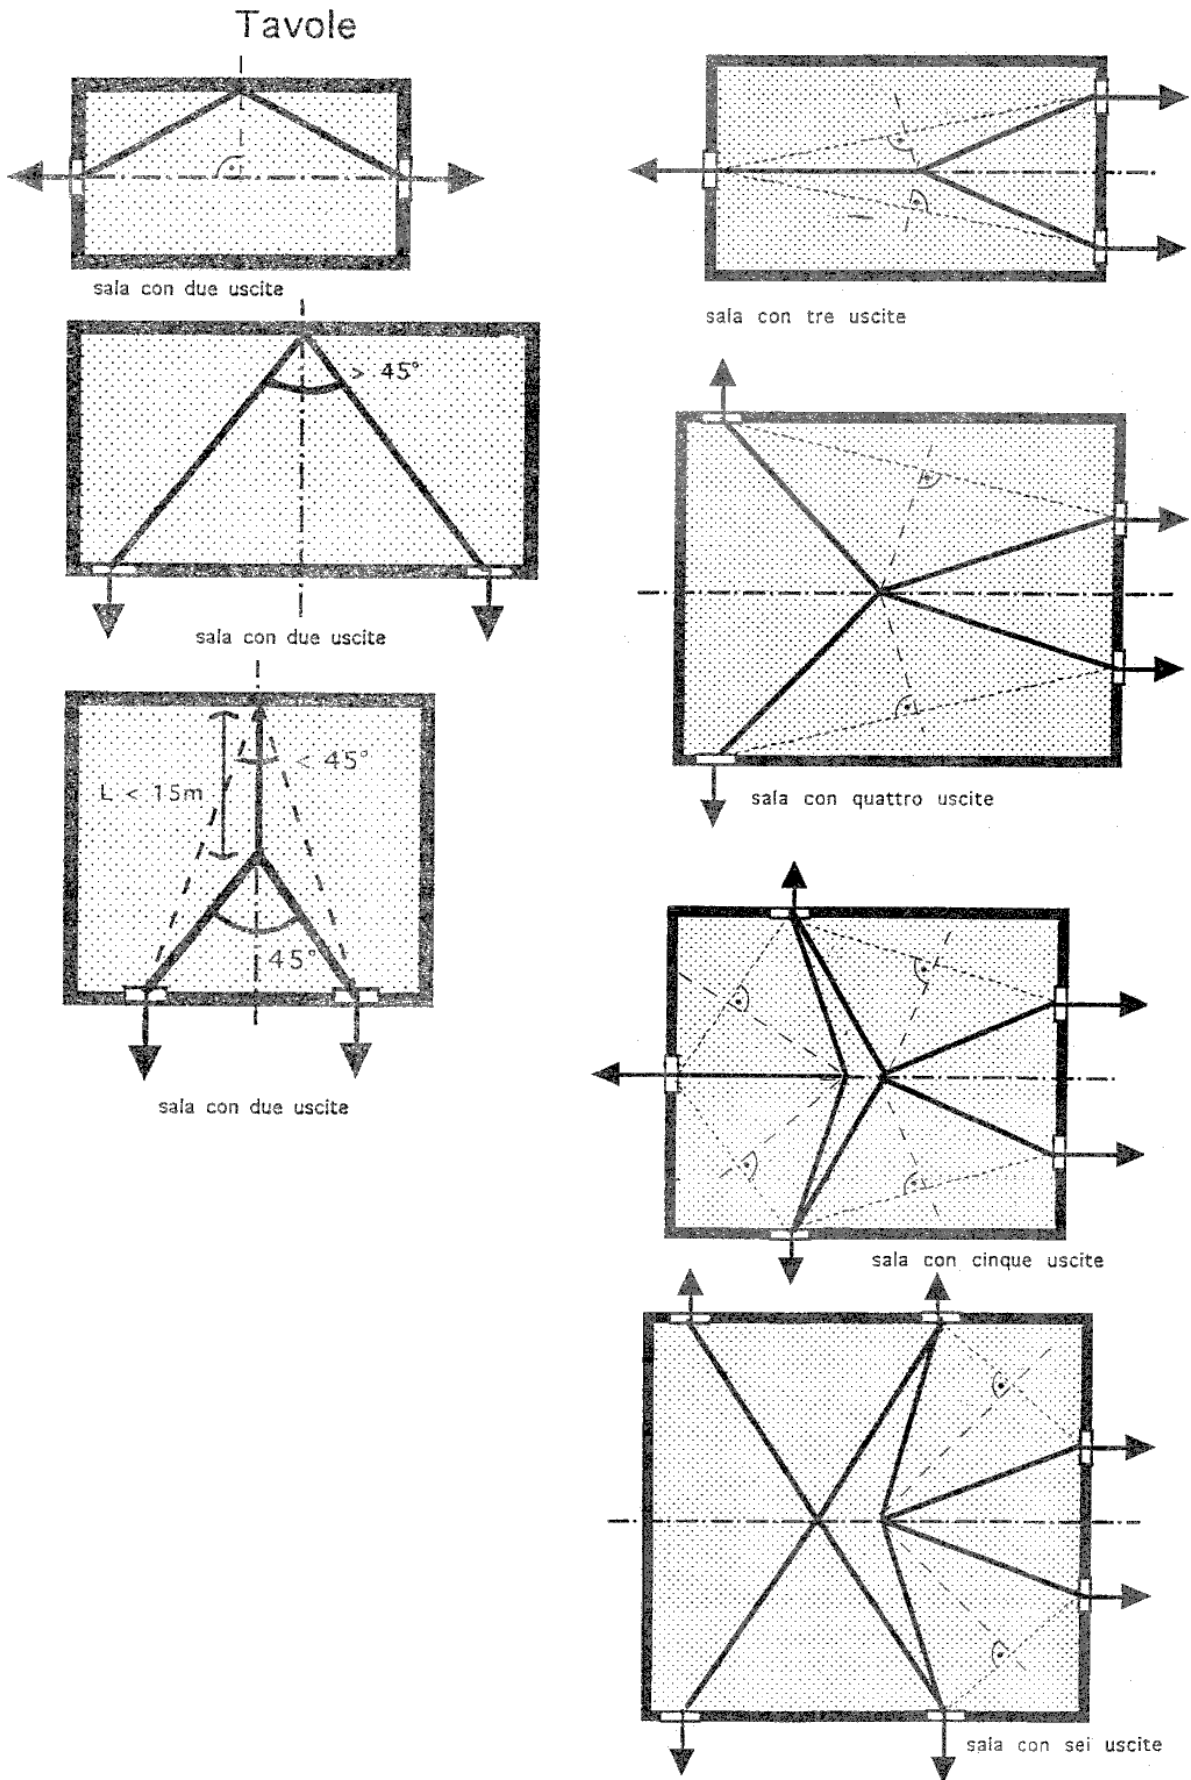 Tavole
sala con due uscite
> 45°
sala con due uscite
< 45°
L < 15m
45°
sala con due uscite
sala con tre uscite
sala con quattro uscite
sala con cinque uscite
sala con sei uscite